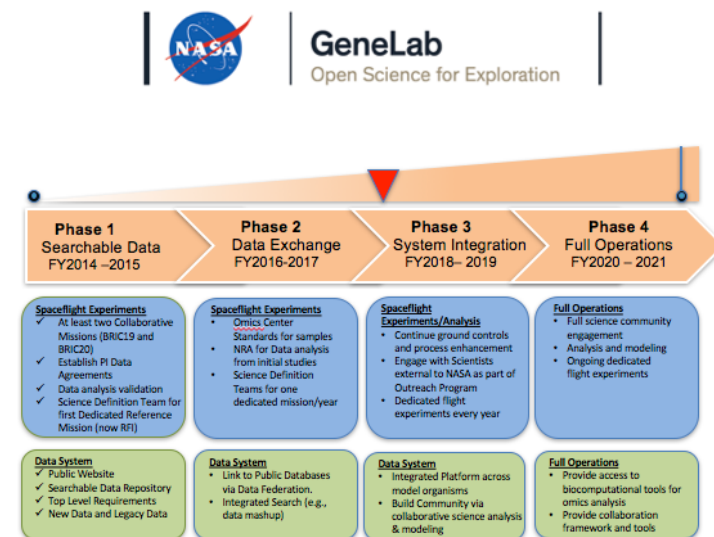 NASA
GeneLab
Open Science for Exploration
Phase 1
Searchable Data
FY2014 –2015
Phase 2
Data Exchange
FY2016-2017
Phase 3
System Integration
FY2018– 2019
Phase 4
Full Operations
FY2020 – 2021
Spaceflight Experiments
✓ At least two Collaborative
Missions (BRIC19 and
BRIC20)
✓ Establish PI Data
Agreements
✓ Data analysis validation
✓ Science Definition Team for
first Dedicated Reference
Mission (now RFI)
Spaceflight Experiments
• Omics Center
Standards for samples
• NRA for Data analysis
from initial studies
• Science Definition
Teams for one
dedicated mission/year
Spaceflight
Experiments/Analysis
• Continue ground controls
and process enhancement
• Engage with Scientists
external to NASA as part of
Outreach Program
• Dedicated flight
experiments every year
Full Operations
• Full science community
engagement
• Analysis and modeling
• Ongoing dedicated
flight experiments
Data System
✓ Public Website
✓ Searchable Data Repository
✓ Top Level Requirements
✓ New Data and Legacy Data
Data System
• Link to Public Databases
via Data Federation.
• Integrated Search (e.g.,
data mashup)
Data System
• Integrated Platform across
model organisms
• Build Community via
collaborative science analysis
& modeling
Full Operations
• Provide access to
biocomputational tools for
omics analysis
• Provide collaboration
framework and tools